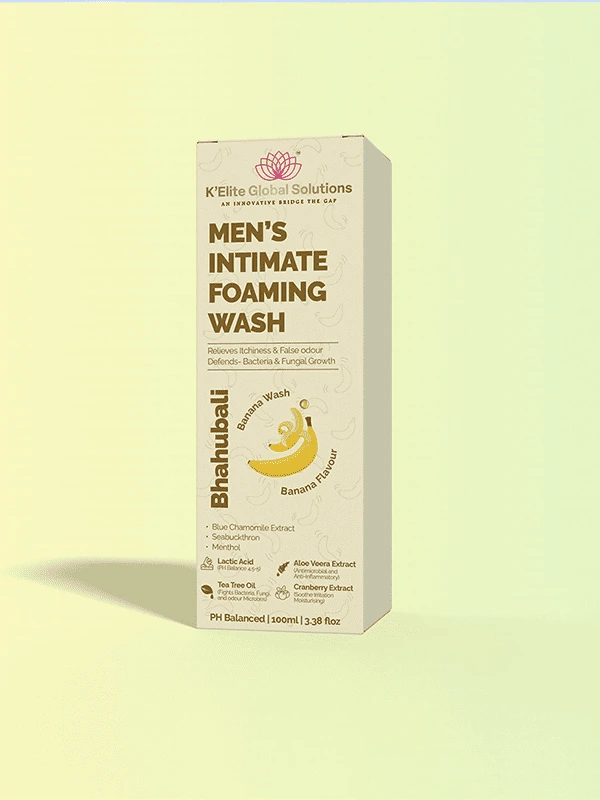 K'Elite Global Solutions
AN INNOVATIVE BRIDGE THE GAP
MEN'S
INTIMATE
FOAMING
WASH
Relieves Itchiness & False odour
Defends- Bacteria & Fungal Growth
Bhahubali
Banana Wash
Banana Flavour
• Blue Chamomile Extract
• Seabuckthron
• Menthol
Lactic Acid
(PH Balance 4.5-5)
Aloe Veera Extract
(Antimicrobial and
Anti-Inflammatory)
Tea Tree Oil
(Fights Bacteria, Fungi,
and odour Microbes)
Cranberry Extract
(Soothe Irritation
Moisturising)
PH Balanced | 100ml | 3.38 floz